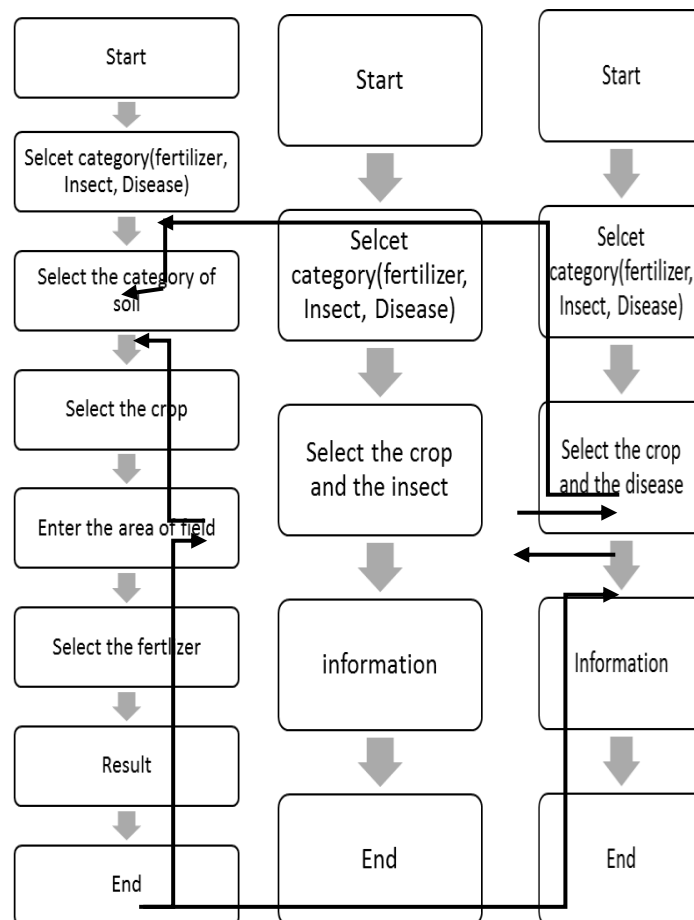 Start
Selcet category(fertilizer,
Insect, Disease)
Select the category of
soil
Select the crop
Enter the area of field
Select the fertlizer
Result
End
Start
Selcet
category(fertilizer,
Insect, Disease)
Select the crop
and the insect
information
End
Start
Selcet
category(fertilizer,
Insect, Disease)
Select the crop
and the disease
Information
End